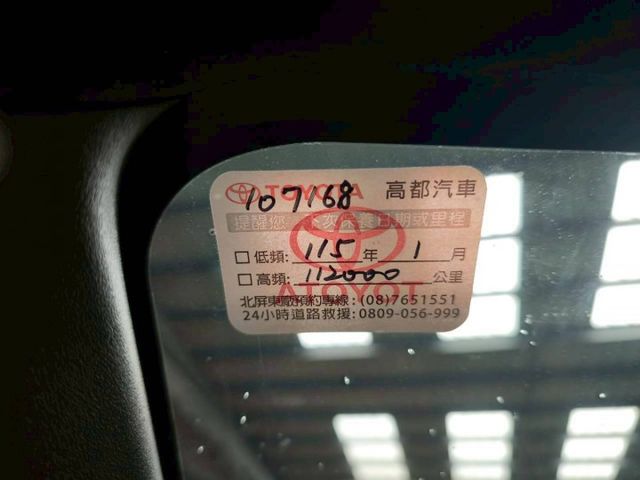 TOYOTA 高都汽車
107168
提醒您 下次保養日期或里程
□低頻: 115 年 1 月
□高頻: 112000 公里
TOYOTA
北屏東廠預約專線: (08)7651551
24小時道路救援: 0809-056-999